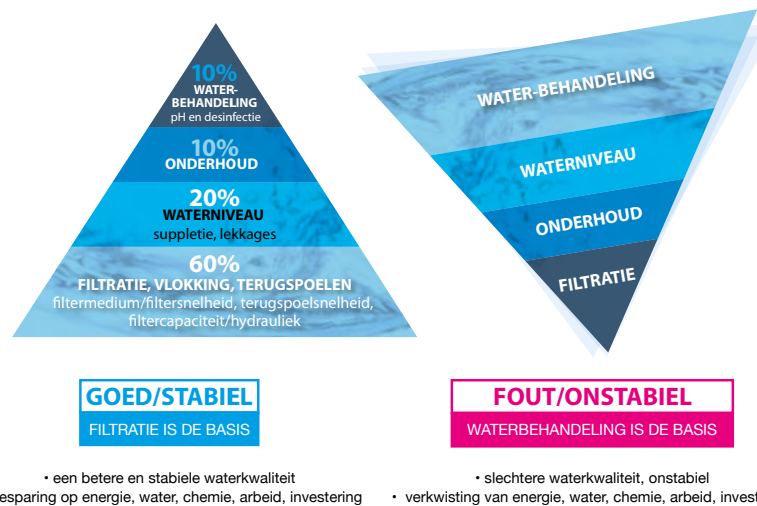 10%
WATER-
BEHANDELING
pH en desinfectie
10%
ONDERHOUD
20%
WATERNIVEAU
suppletie, lekkages
60%
FILTRATIE, VLOKKING, TERUGSPOELEN
filtermedium/filtersnelheid, terugspoelsnelheid,
filtercapaciteit/hydrauliek
GOED/STABIEL
FILTRATIE IS DE BASIS
• een betere en stabiele waterkwaliteit
esparing op energie, water, chemie, arbeid, investering
WATER-BEHANDELING
WATERNIVEAU
ONDERHOUD
FILTRATIE
FOUT/ONSTABIEL
WATERBEHANDELING IS DE BASIS
• slechtere waterkwaliteit, onstabiel
• verkwisting van energie, water, chemie, arbeid, invest